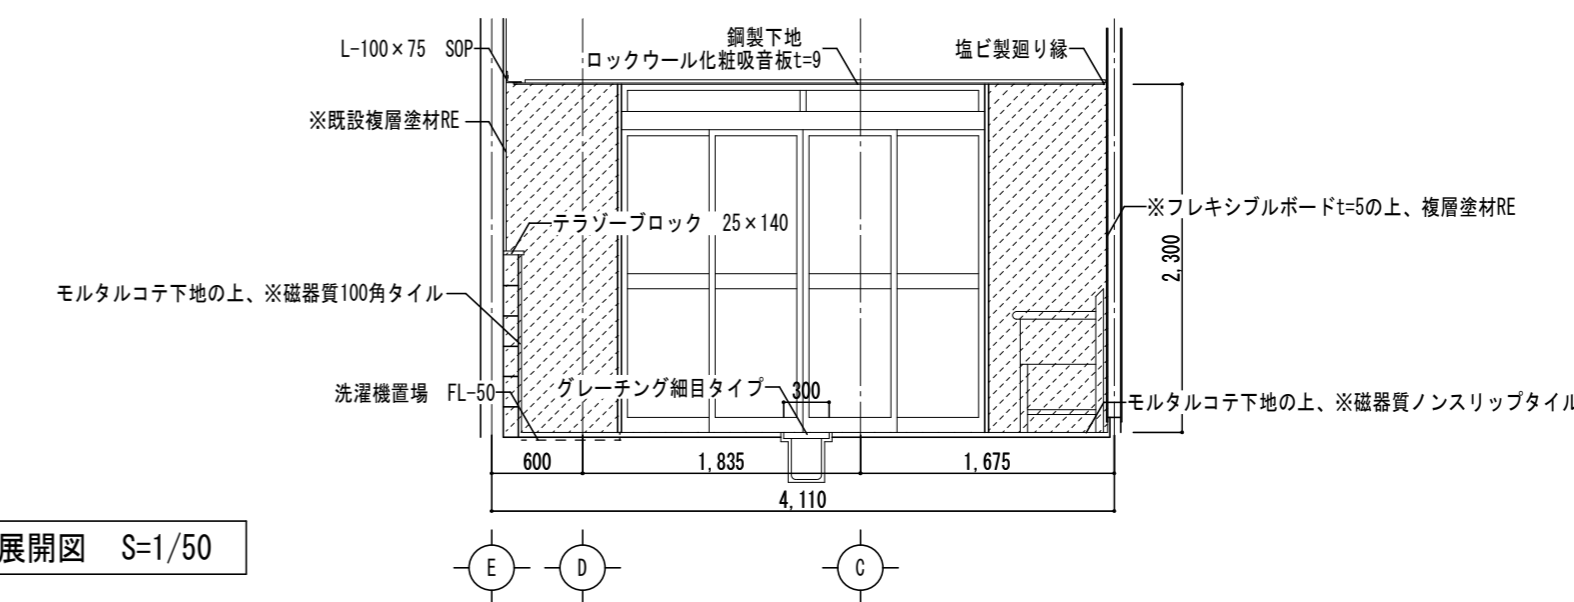 L-100×75 SOP
鋼製下地
ロックウール化粧吸音板t=9
塩ビ製廻り縁
※既設複層塗材RE
※フレキシブルボードt=5の上、複層塗材RE
テラゾーブロック 25×140
2,300
モルタルコテ下地の上、※磁器質100角タイル
洗濯機置場 FL-50
グレーチング細目タイプ
300
モルタルコテ下地の上、※磁器質ノンスリップタイル
600
1,835
1,675
4,110
展開図 S=1/50
E
D
C